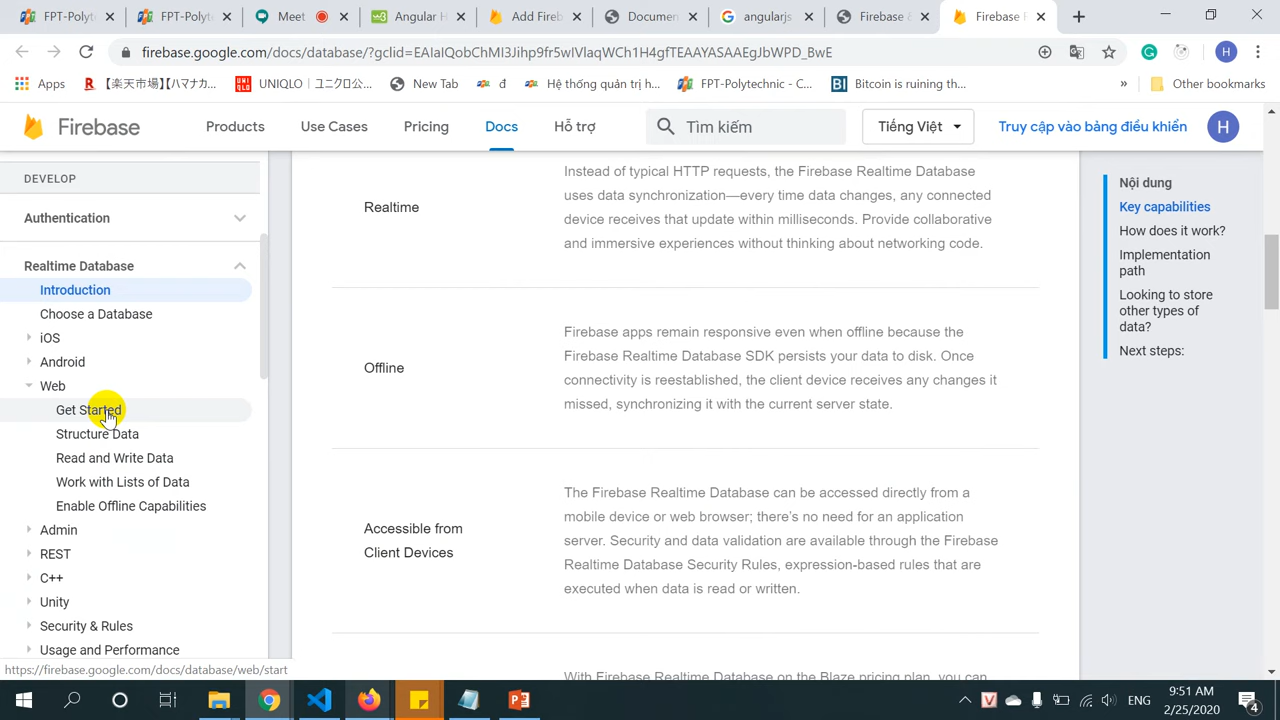 FPT-Polyt
FPT-Polyt
Meet
Angular H
Add Fireb
Documen
angularjs
Firebase &
Firebase
firebase.google.com/docs/database/?gclid=EAIaIQobChMI3Jihp9fr5wIVlaqWCh1H4gfTEAAYASAAEgJbWPD_BwE
Apps
【楽天市場】【ハマナカ...
UNIQLO｜ユニクロ公...
New Tab
đ
Hệ thống quản trị h...
FPT-Polytechnic - C...
Bitcoin is ruining th...
»
Other bookmarks
Firebase
Products
Use Cases
Pricing
Docs
Hỗ trợ
Tìm kiếm
Tiếng Việt
Truy cập vào bảng điều khiển
H
DEVELOP
Authentication
Realtime Database
Introduction
Choose a Database
iOS
Android
Web
Get Started
Structure Data
Read and Write Data
Work with Lists of Data
Enable Offline Capabilities
Admin
REST
C++
Unity
Security & Rules
Usage and Performance
https://firebase.google.com/docs/database/web/start
Realtime
Instead of typical HTTP requests, the Firebase Realtime Database
uses data synchronization—every time data changes, any connected
device receives that update within milliseconds. Provide collaborative
and immersive experiences without thinking about networking code.
Offline
Firebase apps remain responsive even when offline because the
Firebase Realtime Database SDK persists your data to disk. Once
connectivity is reestablished, the client device receives any changes it
missed, synchronizing it with the current server state.
Accessible from
Client Devices
The Firebase Realtime Database can be accessed directly from a
mobile device or web browser; there's no need for an application
server. Security and data validation are available through the Firebase
Realtime Database Security Rules, expression-based rules that are
executed when data is read or written.
With Firebase Realtime Database on the Blaze pricing plan, you can
Nội dung
Key capabilities
How does it work?
Implementation
path
Looking to store
other types of
data?
Next steps:
ENG
9:51 AM
2/25/2020
4